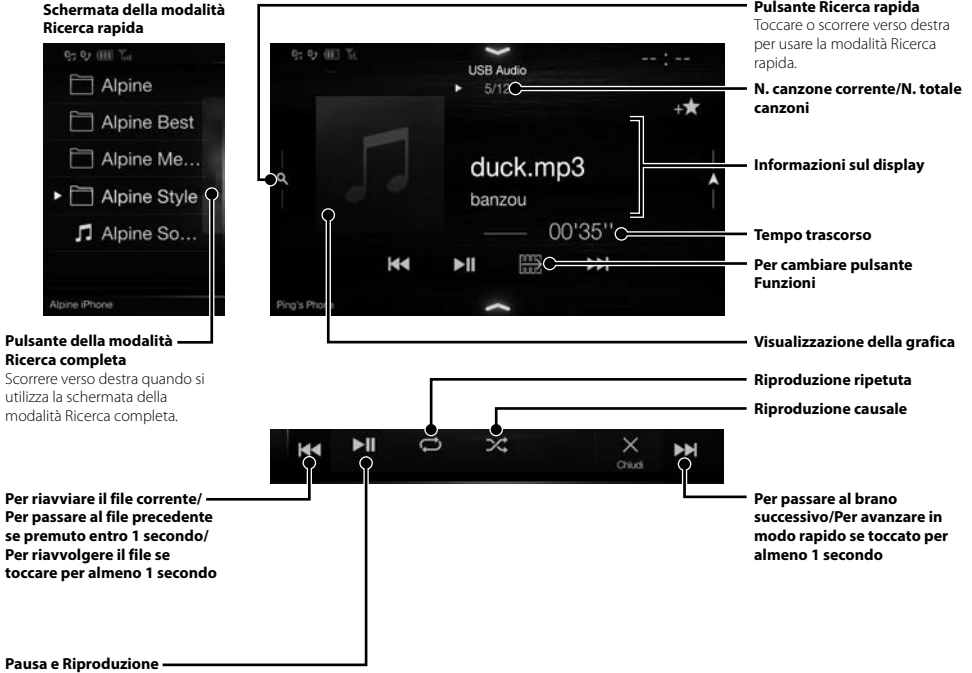 Schermata della modalità
Ricerca rapida
Alpine
Alpine Best
Alpine Me...
Alpine Style
Alpine So...
Alpine iPhone
Pulsante della modalità
Ricerca completa
Scorrere verso destra quando si
utilizza la schermata della
modalità Ricerca completa.
USB Audio
5/12
-- : --
+★
duck.mp3
banzou
00'35''
Ping's Phone
Pulsante Ricerca rapida
Toccare o scorrere verso destra
per usare la modalità Ricerca
rapida.
N. canzone corrente/N. totale
canzoni
Informazioni sul display
Tempo trascorso
Per cambiare pulsante
Funzioni
Visualizzazione della grafica
Riproduzione ripetuta
Riproduzione causale
Chiudi
Per riavviare il file corrente/
Per passare al file precedente
se premuto entro 1 secondo/
Per riavvolgere il file se
toccare per almeno 1 secondo
Per passare al brano
successivo/Per avanzare in
modo rapido se toccato per
almeno 1 secondo
Pausa e Riproduzione